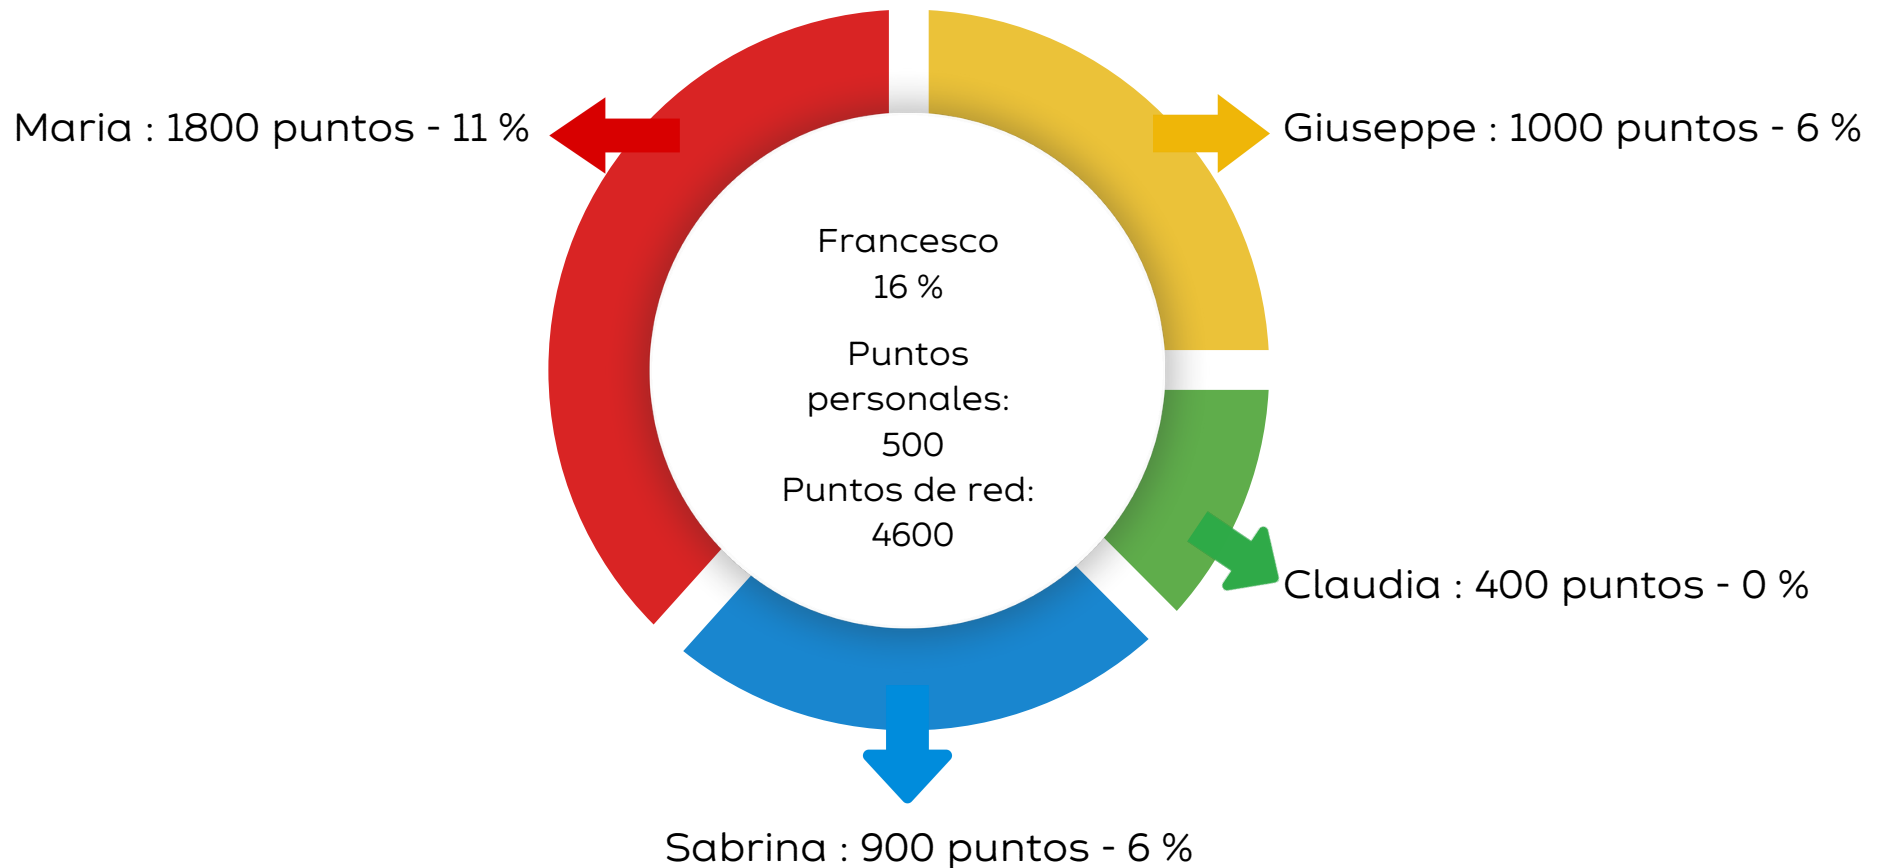 Maria : 1800 puntos - 11 %
Giuseppe : 1000 puntos - 6 %
Francesco
16 %
Puntos
personales:
500
Puntos de red:
4600
Claudia : 400 puntos - 0 %
Sabrina : 900 puntos - 6 %